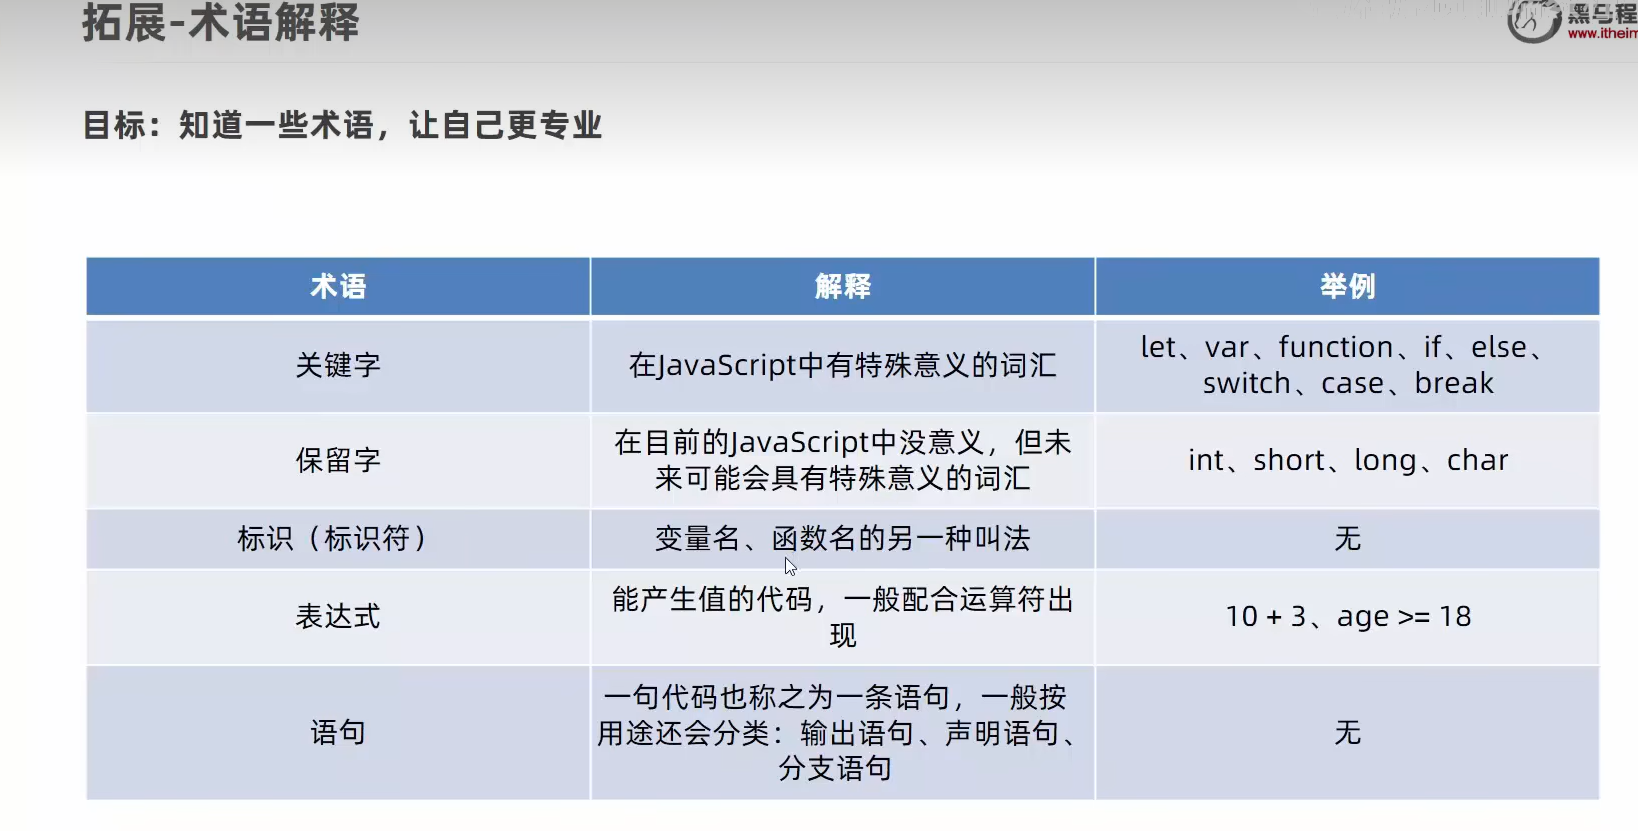 拓展-术语解释
黑马程
www.itheim
目标：知道一些术语，让自己更专业
术语
解释
举例
关键字
在JavaScript中有特殊意义的词汇
let、var、function、if、else、
switch、case、break
保留字
在目前的JavaScript中没意义，但未
来可能会具有特殊意义的词汇
int、short、long、char
标识（标识符）
变量名、函数名的另一种叫法
无
表达式
能产生值的代码，一般配合运算符出
现
10 + 3、age >= 18
语句
一句代码也称之为一条语句，一般按
用途还会分类：输出语句、声明语句、
分支语句
无